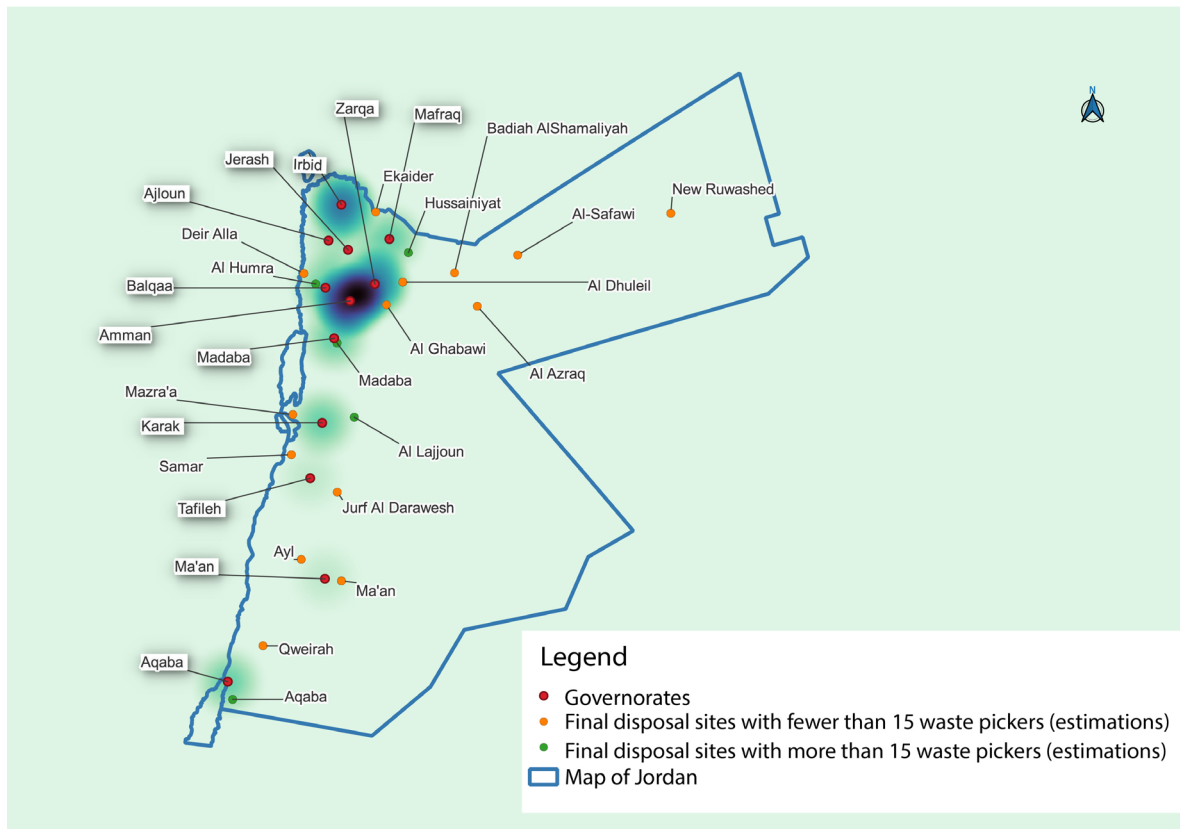 N
Zarqa
Mafraq
Badiah AlShamaliyah
Jerash
Irbid
Ekaider
New Ruwashed
Ajloun
Hussainiyat
Al-Safawi
Deir Alla
Al Humra
Balqaa
Al Dhuleil
Amman
Al Ghabawi
Madaba
Al Azraq
Madaba
Mazra'a
Karak
Al Lajjoun
Samar
Tafileh
Jurf Al Darawesh
Ayl
Ma'an
Ma'an
Qweirah
Aqaba
Aqaba
Legend
Governorates
Final disposal sites with fewer than 15 waste pickers (estimations)
Final disposal sites with more than 15 waste pickers (estimations)
Map of Jordan